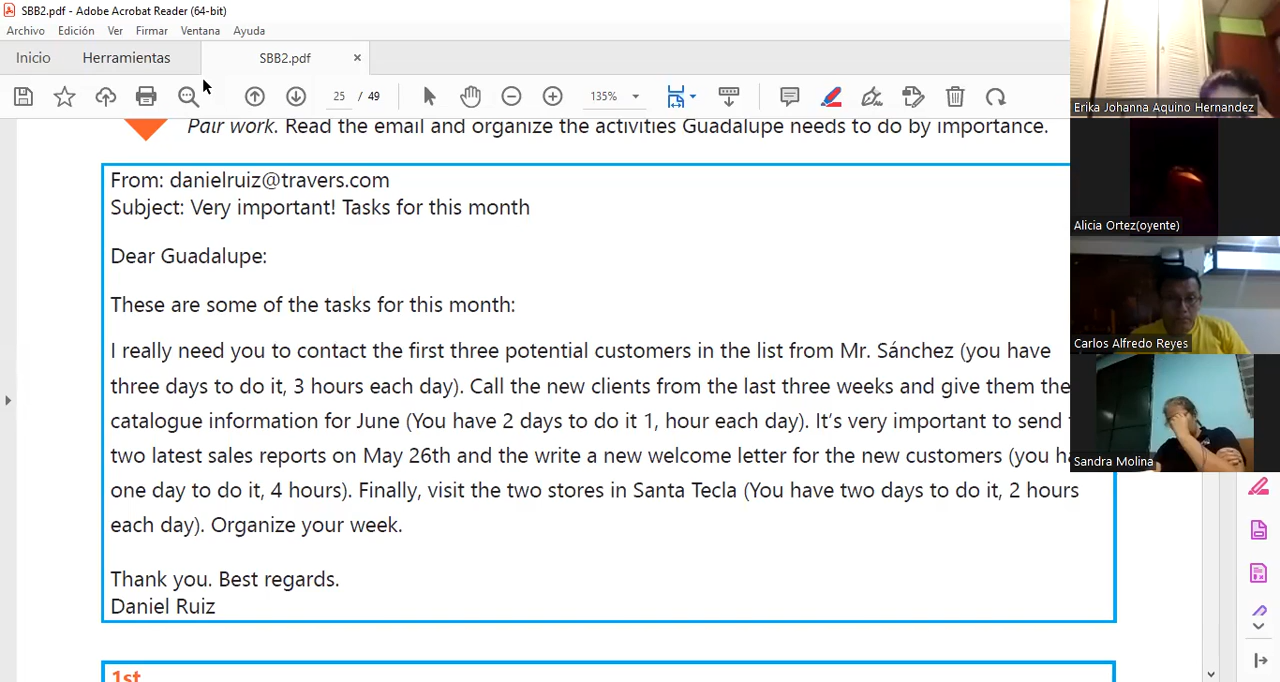 SBB2.pdf - Adobe Acrobat Reader (64-bit)
Archivo Edición Ver Firmar Ventana Ayuda
Inicio Herramientas SBB2.pdf ×
25 / 49 135%
Pair work. Read the email and organize the activities Guadalupe needs to do by importance.
From: danielruiz@travers.com
Subject: Very important! Tasks for this month
Dear Guadalupe:
These are some of the tasks for this month:
I really need you to contact the first three potential customers in the list from Mr. Sánchez (you have
three days to do it, 3 hours each day). Call the new clients from the last three weeks and give them the
catalogue information for June (You have 2 days to do it 1, hour each day). It's very important to send
two latest sales reports on May 26th and the write a new welcome letter for the new customers (you
one day to do it, 4 hours). Finally, visit the two stores in Santa Tecla (You have two days to do it, 2 hours
each day). Organize your week.
Thank you. Best regards.
Daniel Ruiz
1st
Erika Johanna Aquino Hernandez
Alicia Ortez(oyente)
Carlos Alfredo Reyes
Sandra Molina